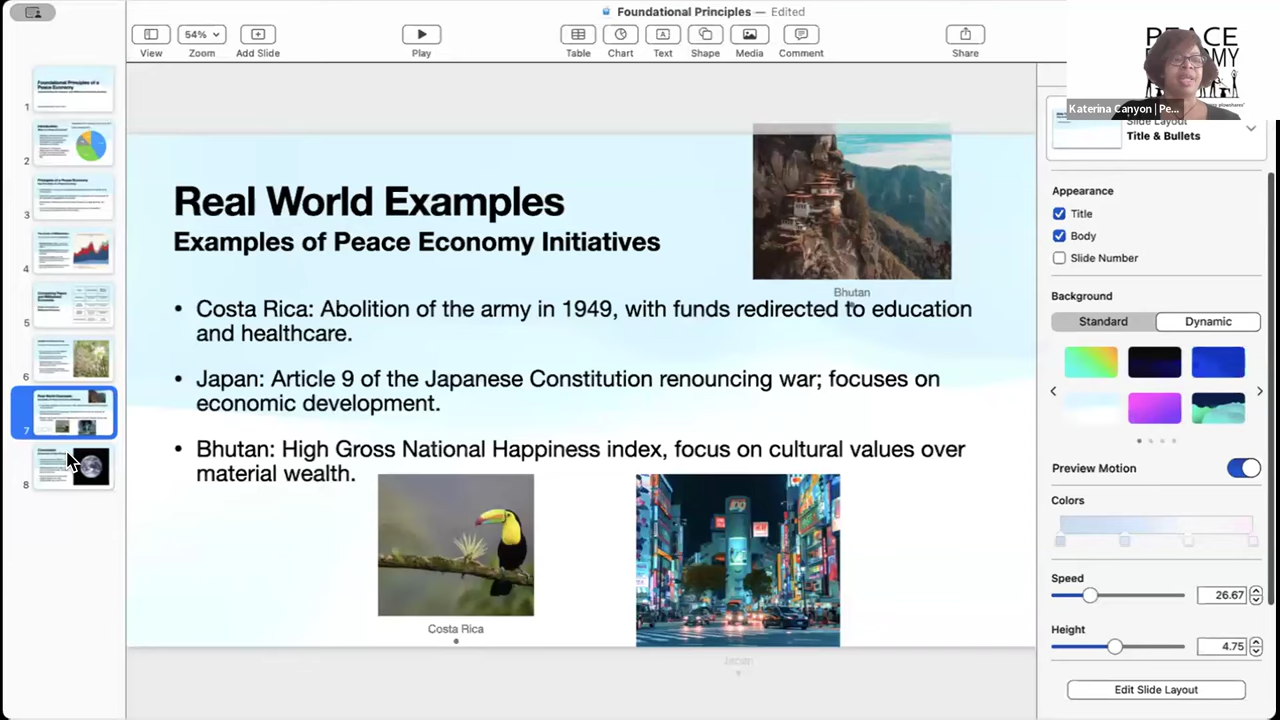 Foundational Principles — Edited
54%
View
Zoom
Add Slide
Play
Table
Chart
Text
Shape
Media
Comment
Share
PEACE
Katerina Canyon | Pe...
1
2
3
4
5
6
7
8
Real World Examples
Examples of Peace Economy Initiatives
Bhutan
• Costa Rica: Abolition of the army in 1949, with funds redirected to education
and healthcare.
• Japan: Article 9 of the Japanese Constitution renouncing war; focuses on
economic development.
• Bhutan: High Gross National Happiness index, focus on cultural values over
material wealth.
Costa Rica
Japan
Slide Layout
Title & Bullets
Appearance
Title
Body
Slide Number
Background
Standard
Dynamic
Preview Motion
Colors
Speed
26.67
Height
4.75
Edit Slide Layout